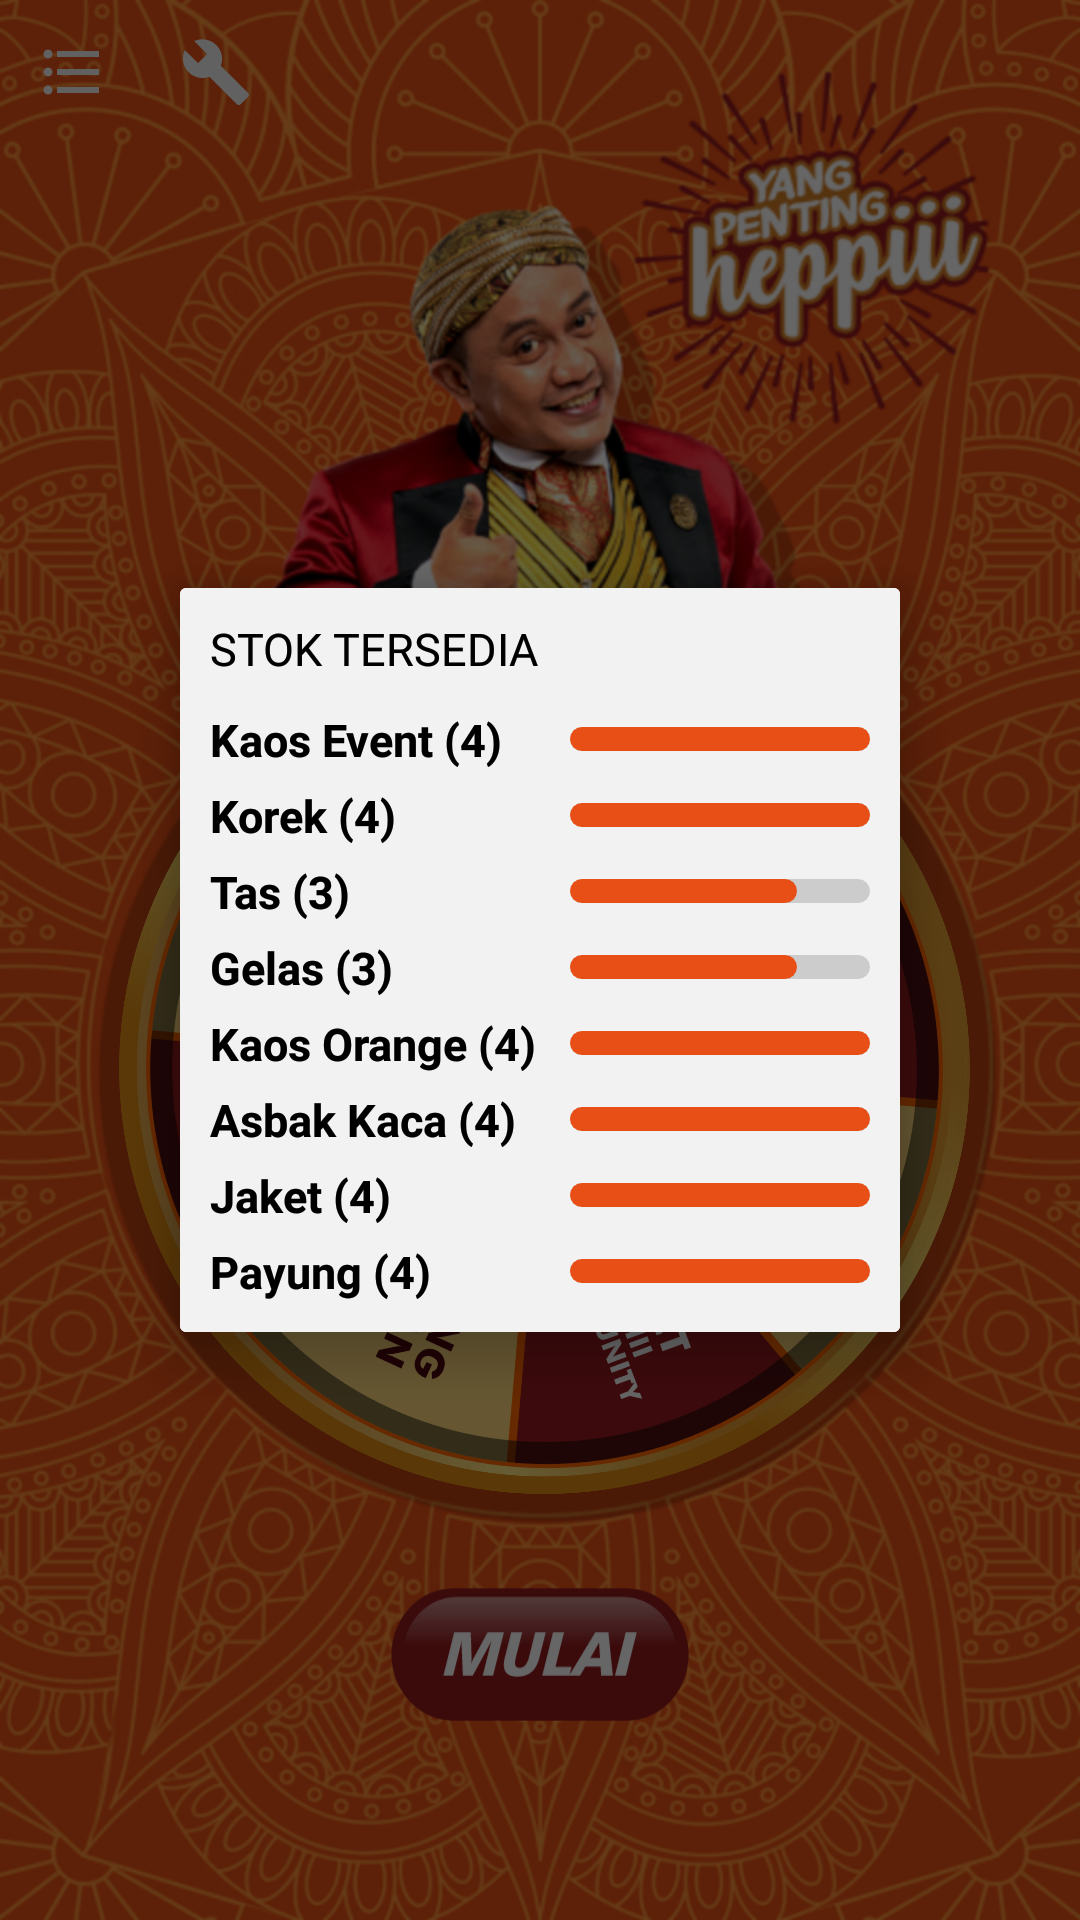 YANG
PENTING...
heppiii
STOK TERSEDIA
Kaos Event (4)
Korek (4)
Tas (3)
Gelas (3)
Kaos Orange (4)
Asbak Kaca (4)
Jaket (4)
Payung (4)
MULAI